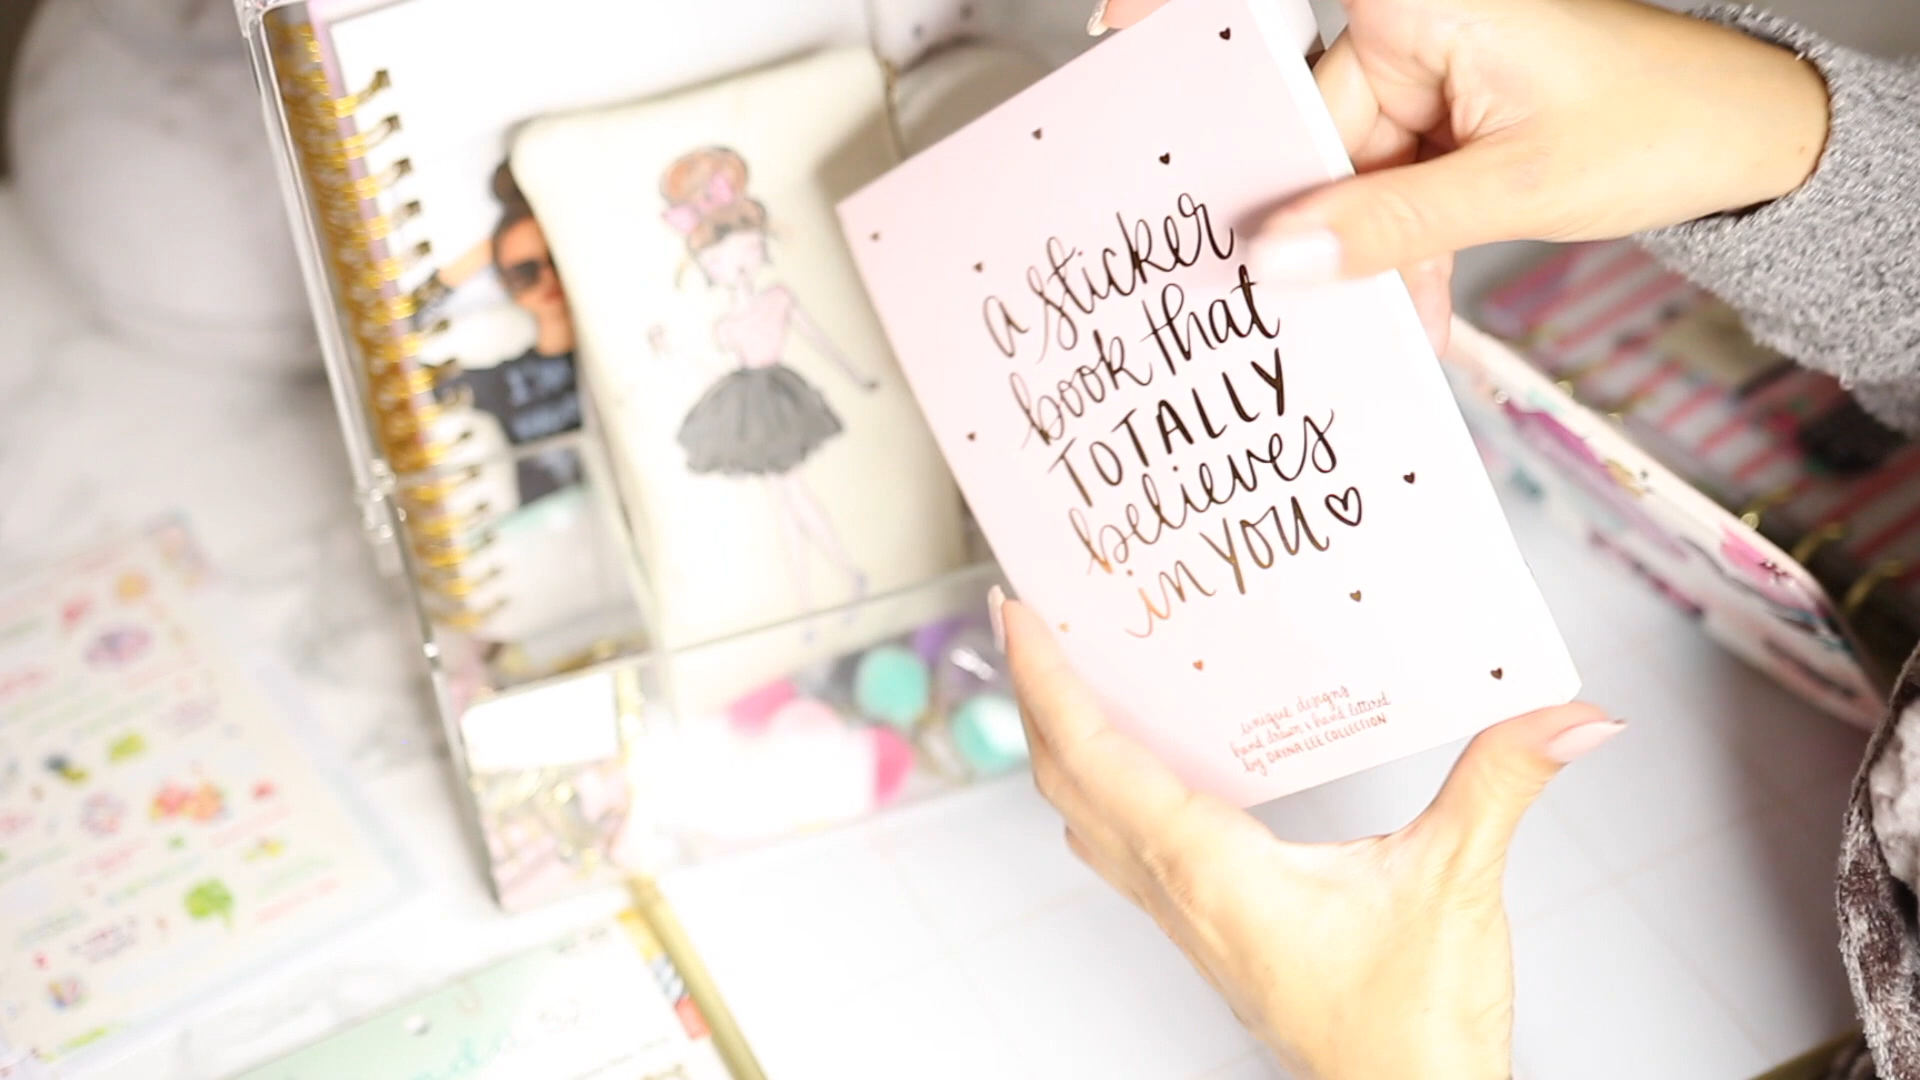 a sticker
book that
TOTALLY
believes
in YOU
unique designs
hand drawn & hand lettered
by DAYNA LEE COLLECTION